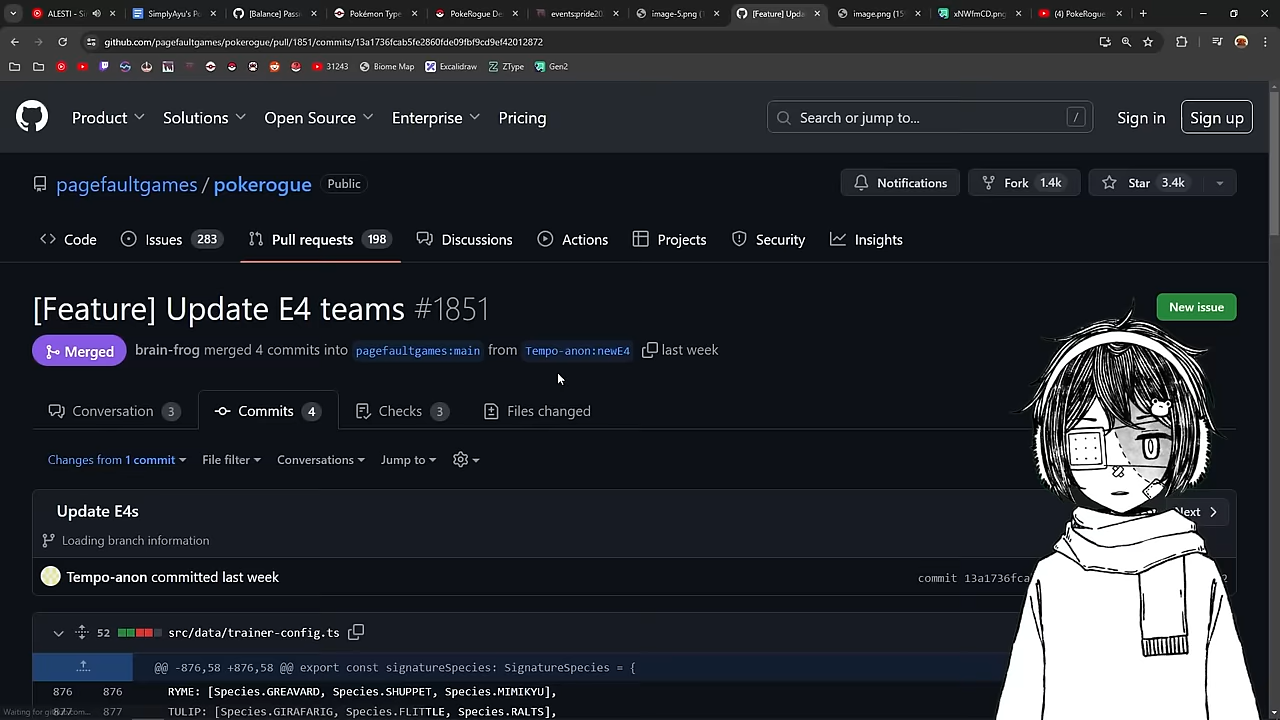 ALEST! - S
SimplyAyu's P
[Balance] Pass
Pokémon Type
PokeRogue De
eventspride20
image-5.png (
[Feature] Upda
image.png (15
xNWfmCD.png
(4) PokeRogue
github.com/pagefaultgames/pokerogue/pull/1851/commits/13a1736fcab5fe2860fde09fbf9cd9ef42012872
31243 Biome Map Excalidraw ZType Gen2
Product Solutions Open Source Enterprise Pricing Search or jump to... / Sign in Sign up
pagefaultgames / pokerogue Public Notifications Fork 1.4k Star 3.4k
Code Issues 283 Pull requests 198 Discussions Actions Projects Security Insights
[Feature] Update E4 teams #1851 New issue
Merged brain-frog merged 4 commits into pagefaultgames:main from Tempo-anon:newE4 last week
Conversation 3 Commits 4 Checks 3 Files changed
Changes from 1 commit File filter Conversations Jump to
Update E4s Next
Loading branch information
Tempo-anon committed last week commit 13a1736fca
52 src/data/trainer-config.ts
@@ -876,58 +876,58 @@ export const signatureSpecies: SignatureSpecies = {
876 876 RYME: [Species.GREAVARD, Species.SHUPPET, Species.MIMIKYU],
877 877 TULIP: [Species.GIRAFARIG, Species.FLITTLE, Species.RALTS],